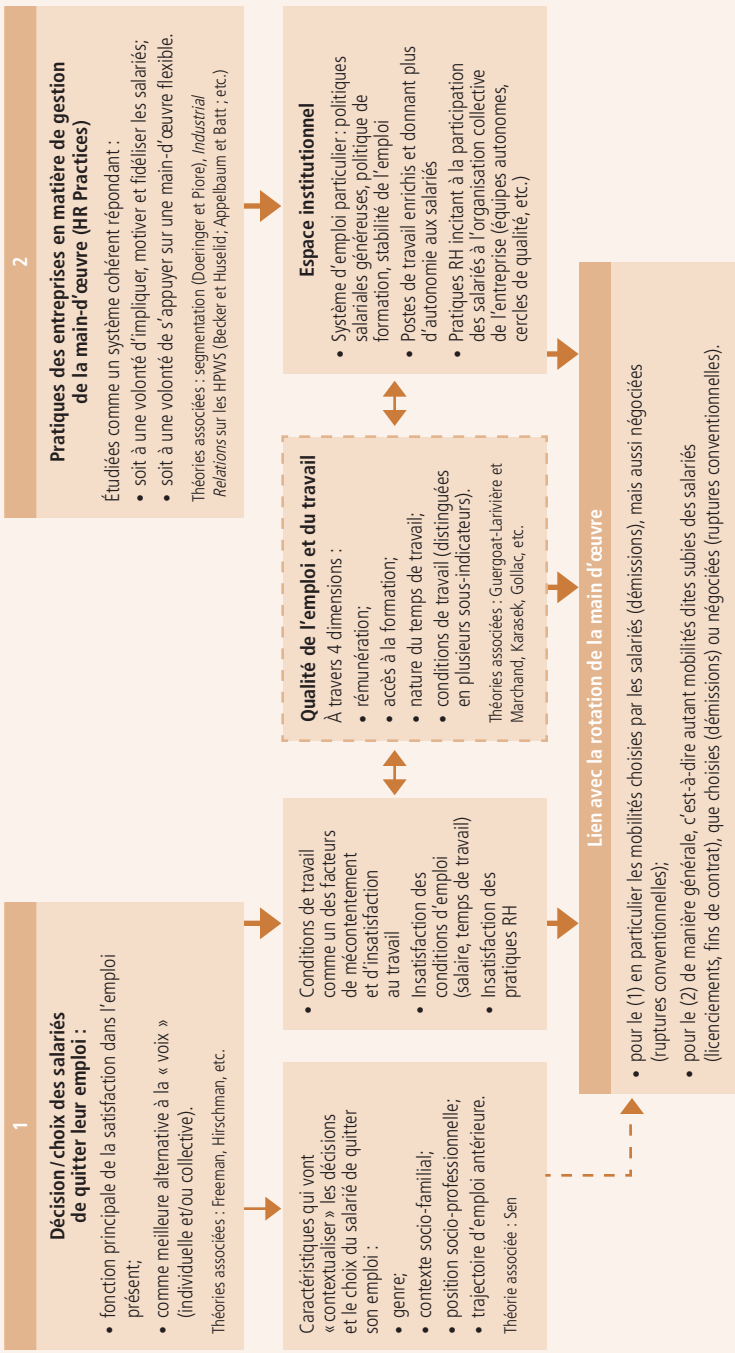 1
Décision/choix des salariés
de quitter leur emploi :
• fonction principale de la satisfaction dans l’emploi
présent;
• comme meilleure alternative à la « voix »
(individuelle et/ou collective).
Théories associées : Freeman, Hirschman, etc.
2
Pratiques des entreprises en matière de gestion
de la main-d’œuvre (HR Practices)
Étudiées comme un système cohérent répondant :
• soit à une volonté d’impliquer, motiver et fidéliser les salariés;
• soit à une volonté de s’appuyer sur une main-d’œuvre flexible.
Théories associées : segmentation (Doeringer et Piore), Industrial
Relations sur les HPWS (Becker et Huselid; Appelbaum et Batt ; etc.)
Caractéristiques qui vont
« contextualiser » les décisions
et le choix du salarié de quitter
son emploi :
• genre;
• contexte socio-familial;
• position socio-professionnelle;
• trajectoire d’emploi antérieure.
Théorie associée : Sen
• Conditions de travail
comme un des facteurs
de mécontentement
et d’insatisfaction
au travail
• Insatisfaction des
conditions d’emploi
(salaire, temps de travail)
• Insatisfaction des
pratiques RH
Qualité de l’emploi et du travail
À travers 4 dimensions :
• rémunération;
• accès à la formation;
• nature du temps de travail;
• conditions de travail (distinguées
en plusieurs sous-indicateurs).
Théories associées : Guergoat-Larivière et
Marchand, Karasek, Gollac, etc.
Espace institutionnel
• Système d’emploi particulier : politiques
salariales généreuses, politique de
formation, stabilité de l’emploi
• Postes de travail enrichis et donnant plus
d’autonomie aux salariés
• Pratiques RH incitant à la participation
des salariés à l’organisation collective
de l’entreprise (équipes autonomes,
cercles de qualité, etc.)
Lien avec la rotation de la main d’œuvre
• pour le (1) en particulier les mobilités choisies par les salariés (démissions), mais aussi négociées
(ruptures conventionnelles);
• pour le (2) de manière générale, c’est-à-dire autant mobilités dites subies des salariés
(licenciements, fins de contrat), que choisies (démissions) ou négociées (ruptures conventionnelles).